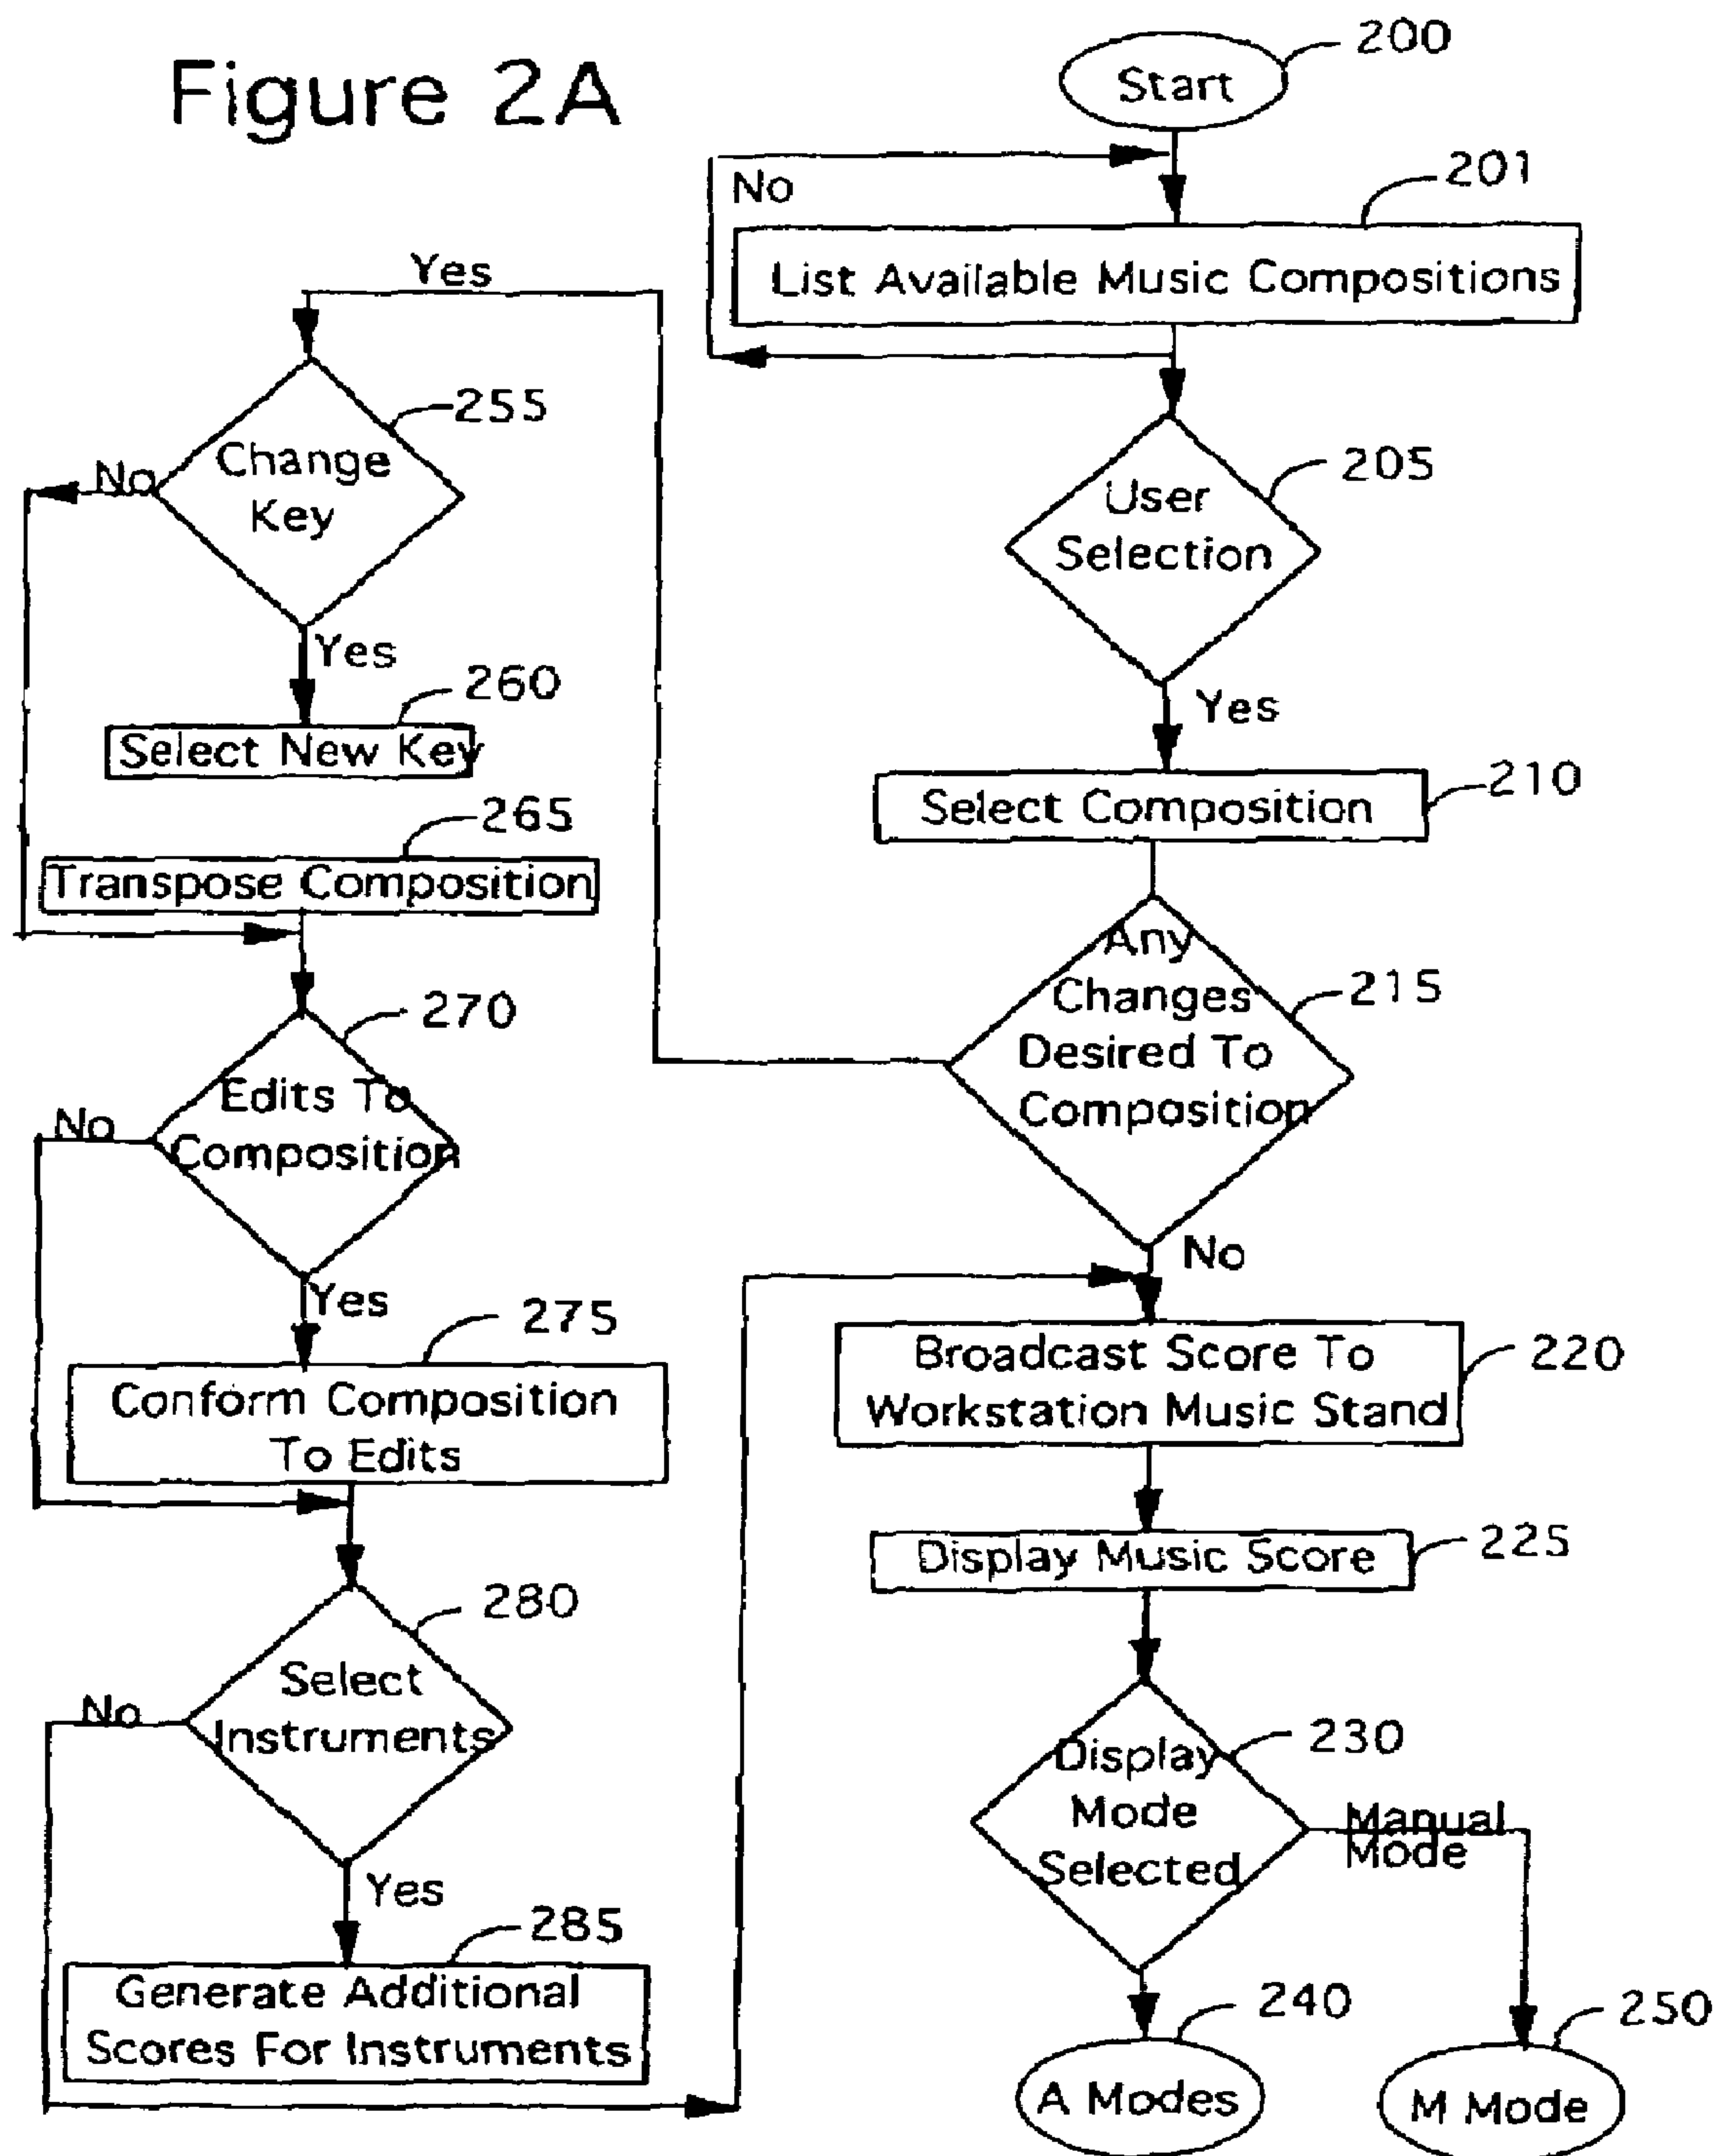 Figure 2A
Start
200
No
201
List Available Music Compositions
User
Selection
205
Yes
Select Composition
210
Any
Changes
Desired To
Composition
215
No
Broadcast Score To
Workstation Music Stand
220
Display Music Score
225
Display
Mode
Selected
230
Manual
Mode
A Modes
240
M Mode
250
Yes
Change
Key
255
No
Yes
Select New Key
260
Transpose Composition
265
Edits To
Composition
270
No
Yes
Conform Composition
To Edits
275
Select
Instruments
280
No
Yes
Generate Additional
Scores For Instruments
285